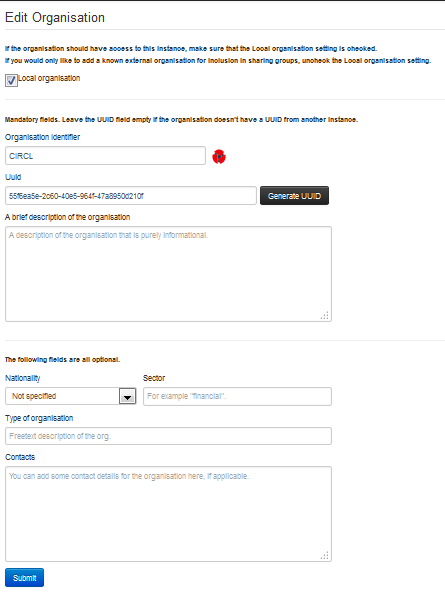 Edit Organisation
If the organisation should have access to this instance, make sure that the Local organisation setting is checked.
If you would only like to add a known external organisation for inclusion in sharing groups, uncheck the Local organisation setting.
Local organisation
Mandatory fields. Leave the UUID field empty if the organisation doesn't have a UUID from another instance.
Organisation identifier
CIRCL
Uuid
55f6ea5e-2c60-40e5-964f-47a8950d210f
Generate UUID
A brief description of the organisation
A description of the organisation that is purely informational.
The following fields are all optional.
Nationality
Sector
Not specified
For example "financial".
Type of organisation
Freetext description of the org.
Contacts
You can add some contact details for the organisation here, if applicable.
Submit